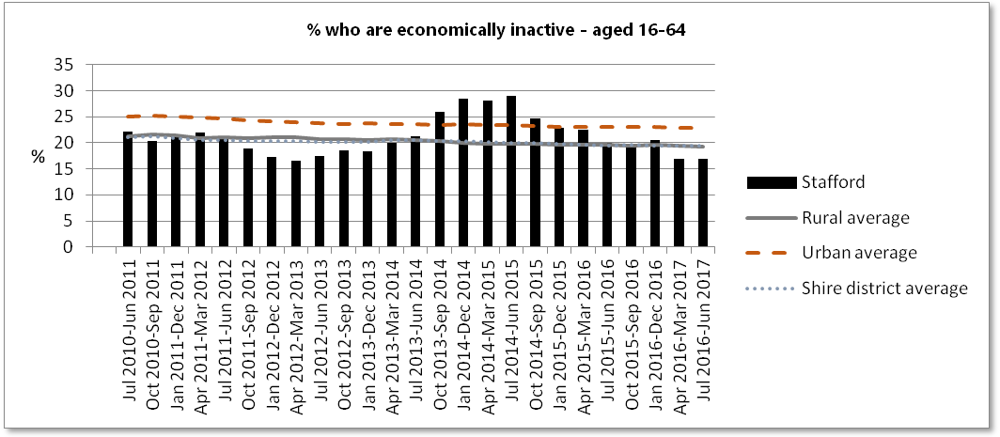 % who are economically inactive - aged 16-64
35
30
25
20
15
10
5
0
%
Jul 2010-Jun 2011
Oct 2010-Sep 2011
Jan 2011-Dec 2011
Apr 2011-Mar 2012
Jul 2011-Jun 2012
Oct 2011-Sep 2012
Jan 2012-Dec 2012
Apr 2012-Mar 2013
Jul 2012-Jun 2013
Oct 2012-Sep 2013
Jan 2013-Dec 2013
Apr 2013-Mar 2014
Jul 2013-Jun 2014
Oct 2013-Sep 2014
Jan 2014-Dec 2014
Apr 2014-Mar 2015
Jul 2014-Jun 2015
Oct 2014-Sep 2015
Jan 2015-Dec 2015
Apr 2015-Mar 2016
Jul 2015-Jun 2016
Oct 2015-Sep 2016
Jan 2016-Dec 2016
Apr 2016-Mar 2017
Jul 2016-Jun 2017
Stafford
Rural average
Urban average
Shire district average